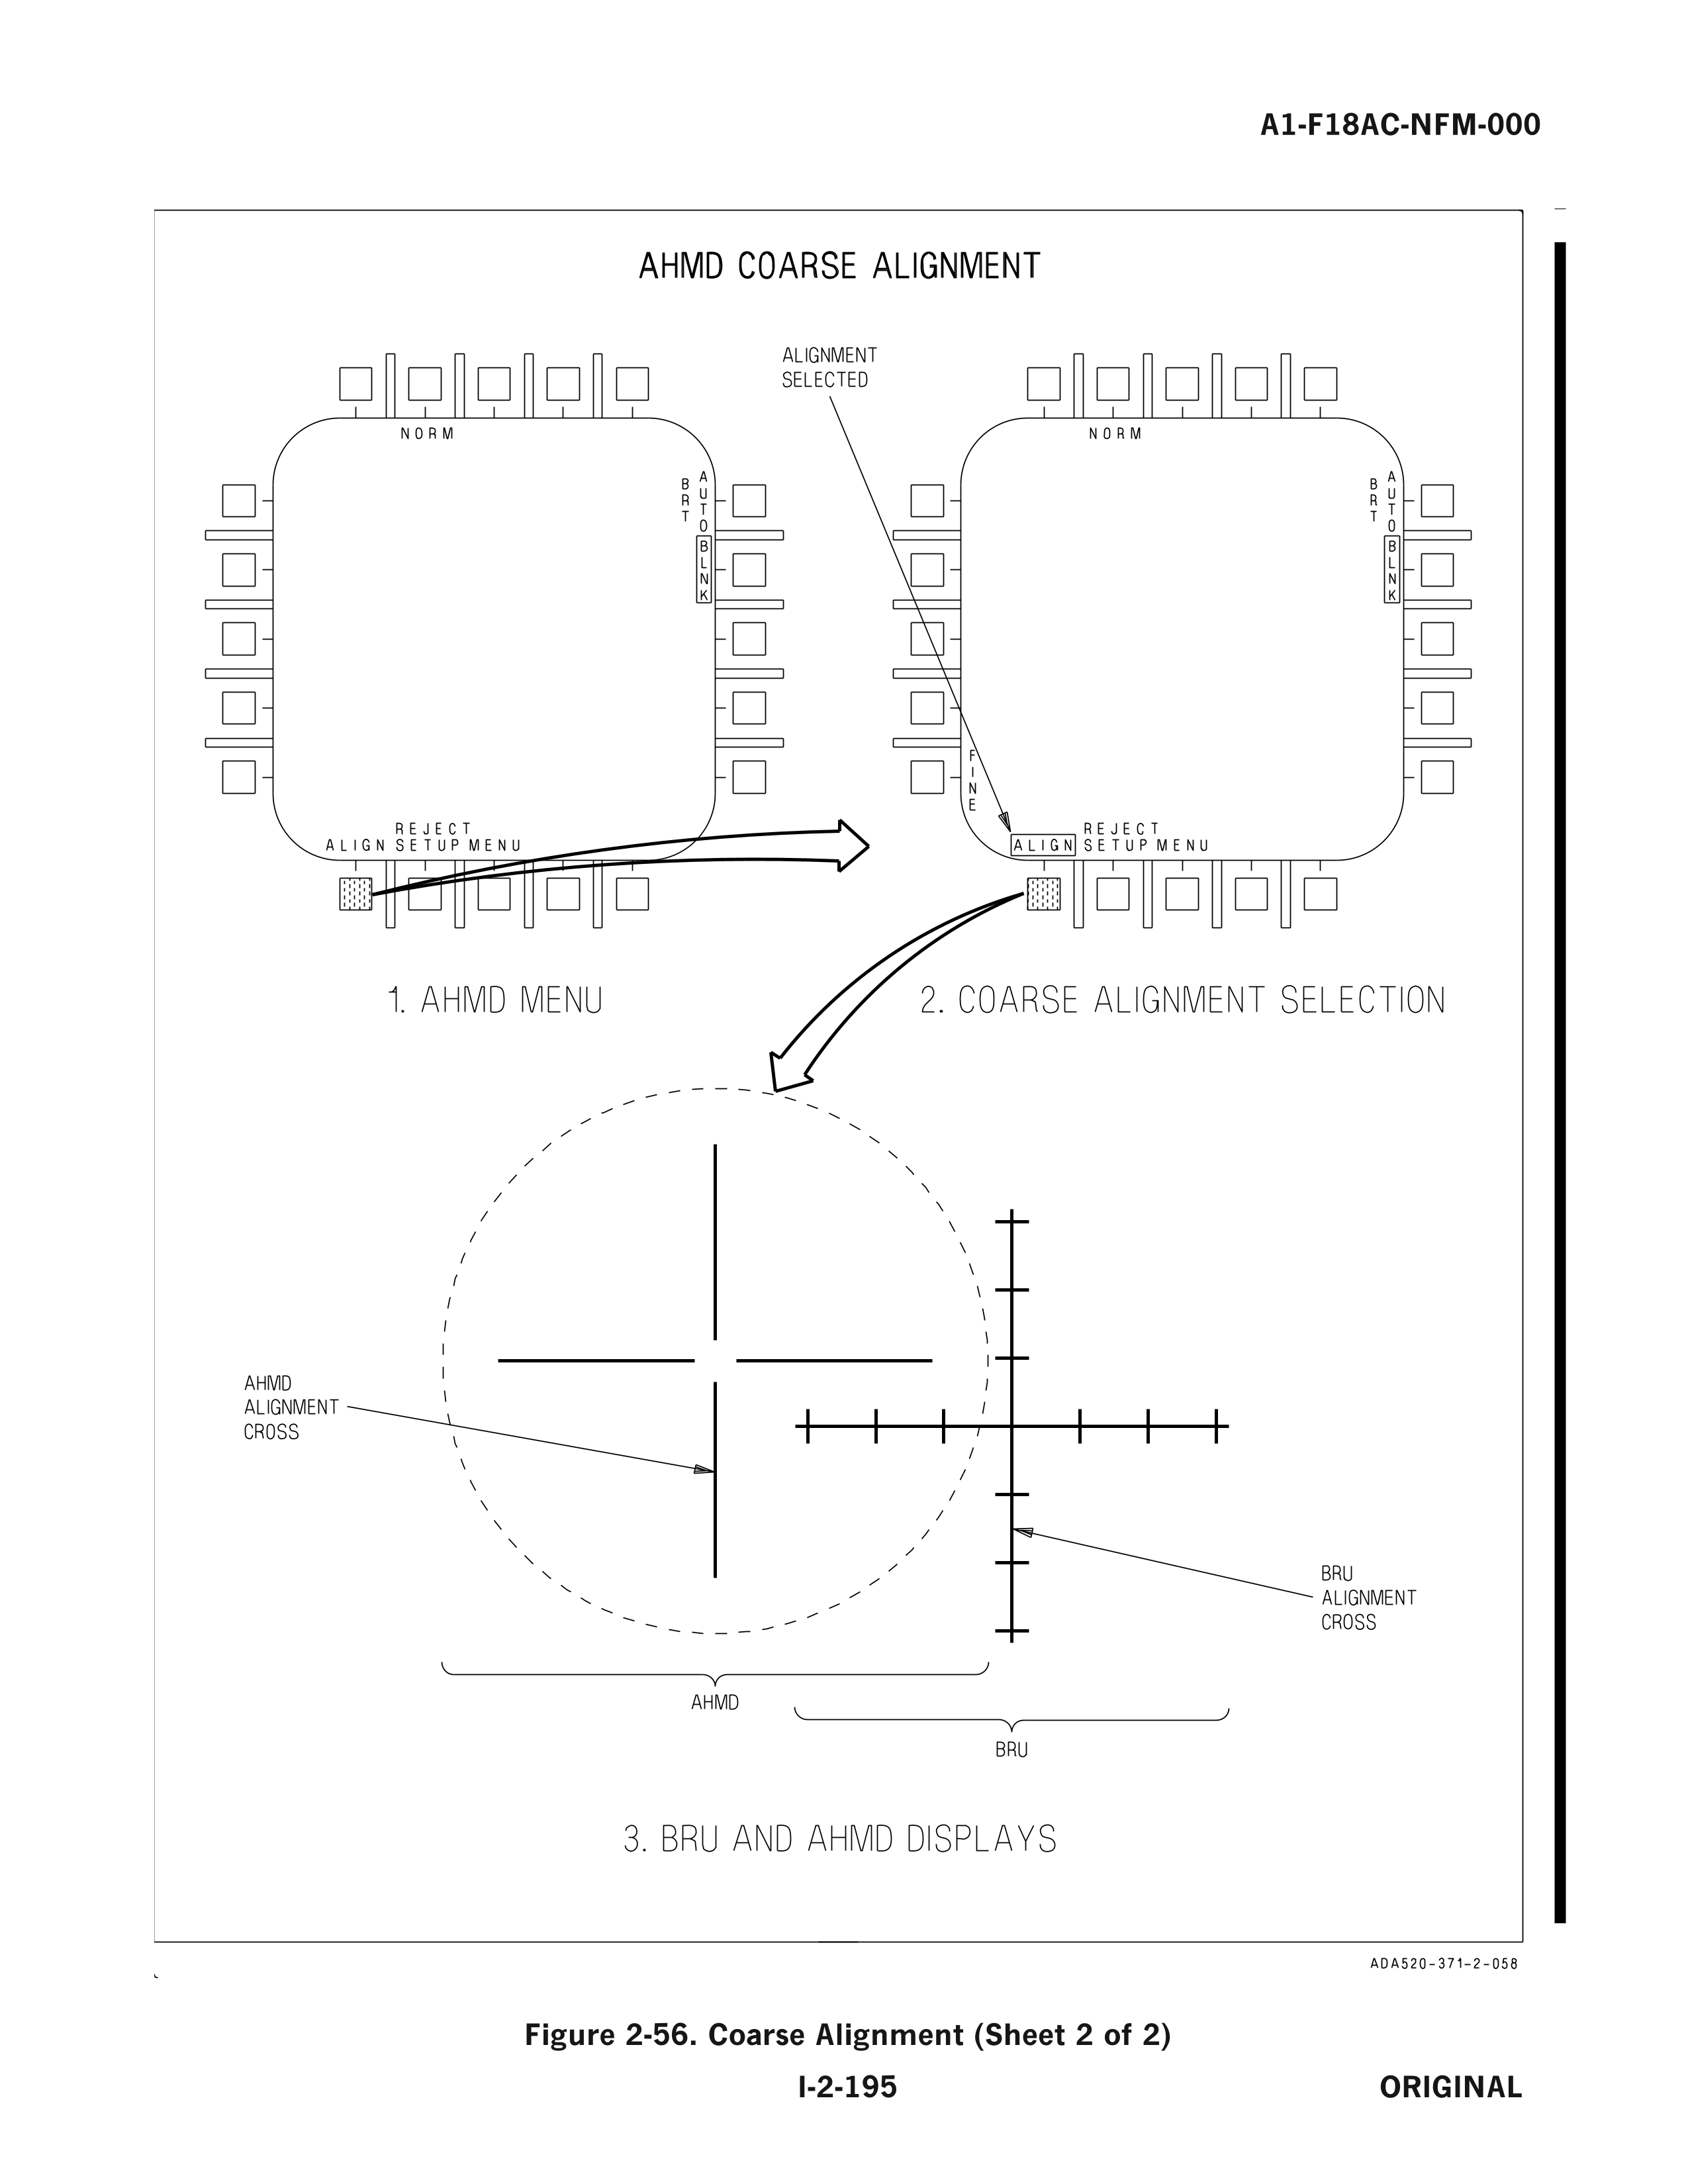 A1-F18AC-NFM-000
AHMD COARSE ALIGNMENT
ALIGNMENT
SELECTED
NORM
BRT
AUTO
BLNK
REJECT
ALIGN SETUP MENU
NORM
BRT
AUTO
BLNK
FINE
REJECT
ALIGN SETUP MENU
1. AHMD MENU
2. COARSE ALIGNMENT SELECTION
AHMD
ALIGNMENT
CROSS
BRU
ALIGNMENT
CROSS
AHMD
BRU
3. BRU AND AHMD DISPLAYS
ADA520-371-2-058
Figure 2-56. Coarse Alignment (Sheet 2 of 2)
I-2-195
ORIGINAL